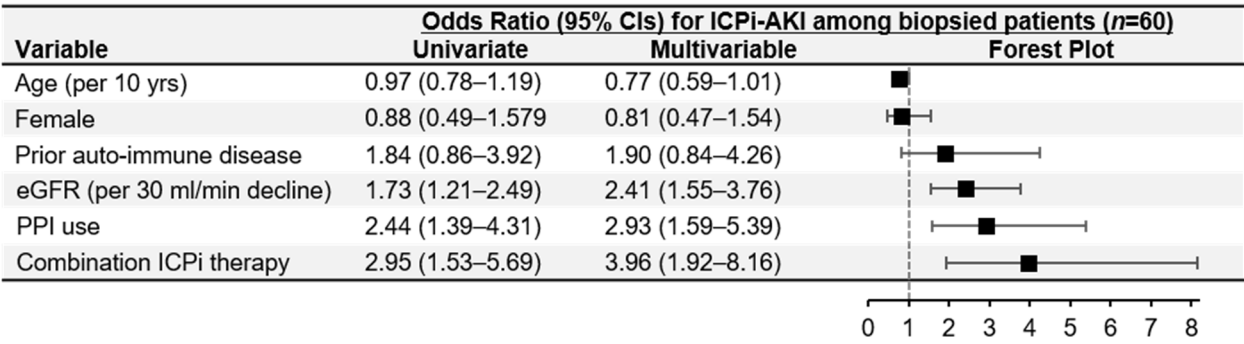 Odds Ratio (95% CIs) for ICPi-AKI among biopsied patients (n=60)
Variable Univariate Multivariable Forest Plot
Age (per 10 yrs) 0.97 (0.78–1.19) 0.77 (0.59–1.01)
Female 0.88 (0.49–1.579 0.81 (0.47–1.54)
Prior auto-immune disease 1.84 (0.86–3.92) 1.90 (0.84–4.26)
eGFR (per 30 ml/min decline) 1.73 (1.21–2.49) 2.41 (1.55–3.76)
PPI use 2.44 (1.39–4.31) 2.93 (1.59–5.39)
Combination ICPi therapy 2.95 (1.53–5.69) 3.96 (1.92–8.16)
0 1 2 3 4 5 6 7 8